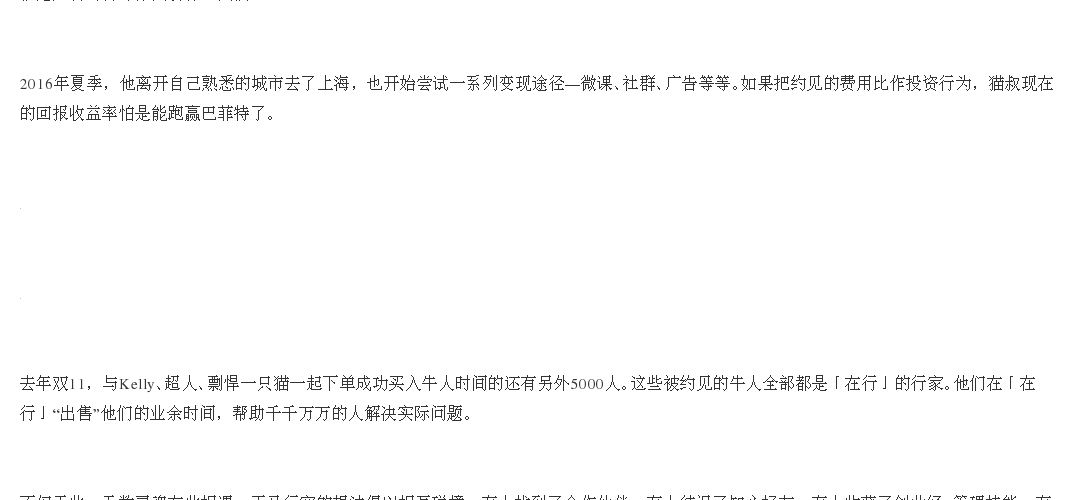 2016年夏季，他离开自己熟悉的城市去了上海，也开始尝试一系列变现途径—微课、社群、广告等等。如果把约见的费用比作投资行为，猫叔现在
的回报收益率怕是能跑赢巴菲特了。
去年双11，与Kelly、超人、剽悍一只猫一起下单成功买入牛人时间的还有另外5000人。这些被约见的牛人全部都是「在行」的行家。他们在「在
行」“出售”他们的业余时间，帮助千千万万的人解决实际问题。